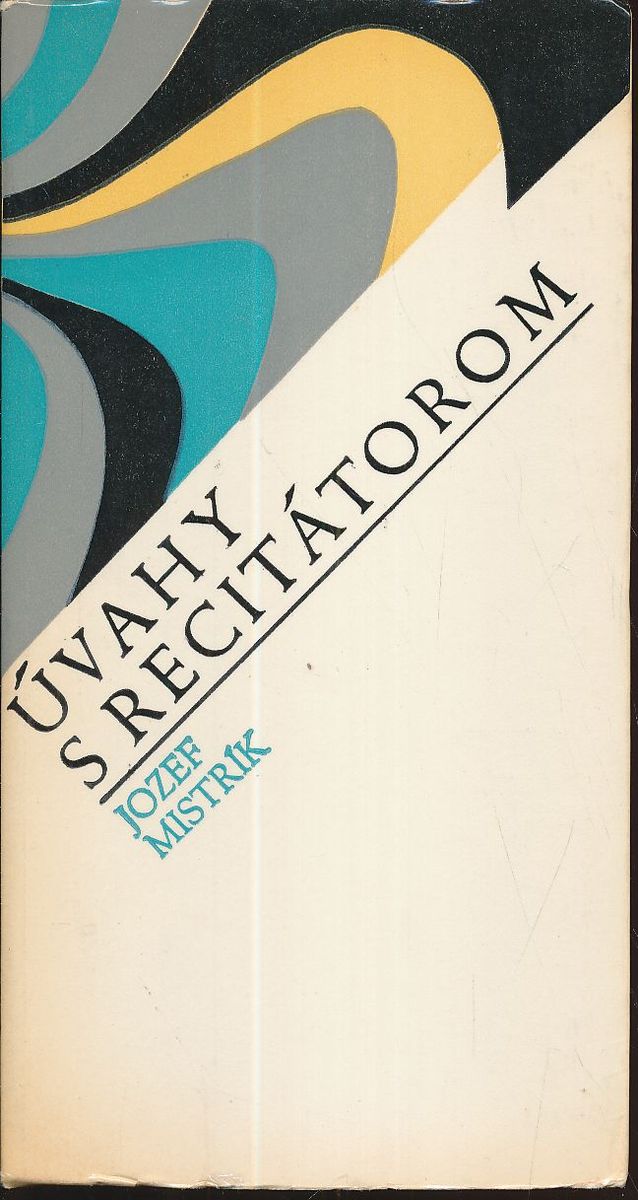 ÚVAHY
S RECITÁTOROM
JOZEF
MISTRÍK